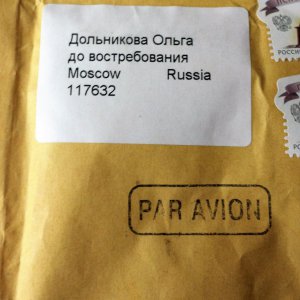 Дольникова Ольга
до востребования
Moscow Russia
117632
PAR AVION